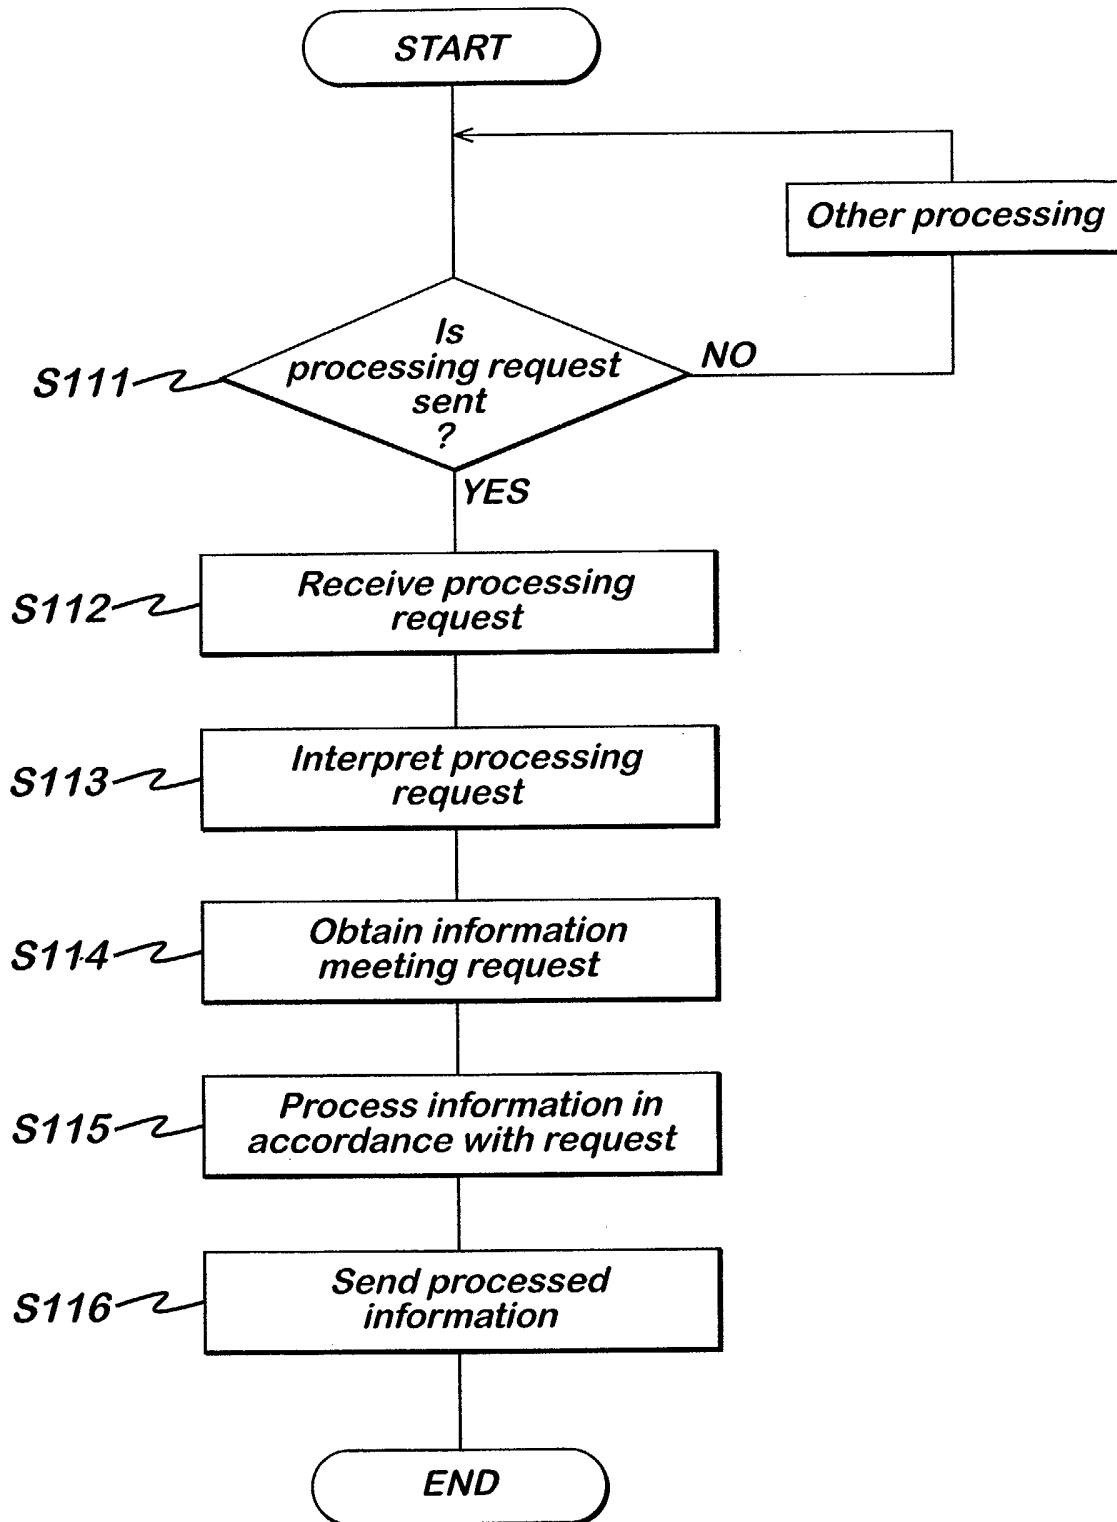 START
Other processing
Is
processing request
sent
?
S111
NO
YES
S112
Receive processing
request
S113
Interpret processing
request
S114
Obtain information
meeting request
S115
Process information in
accordance with request
S116
Send processed
information
END